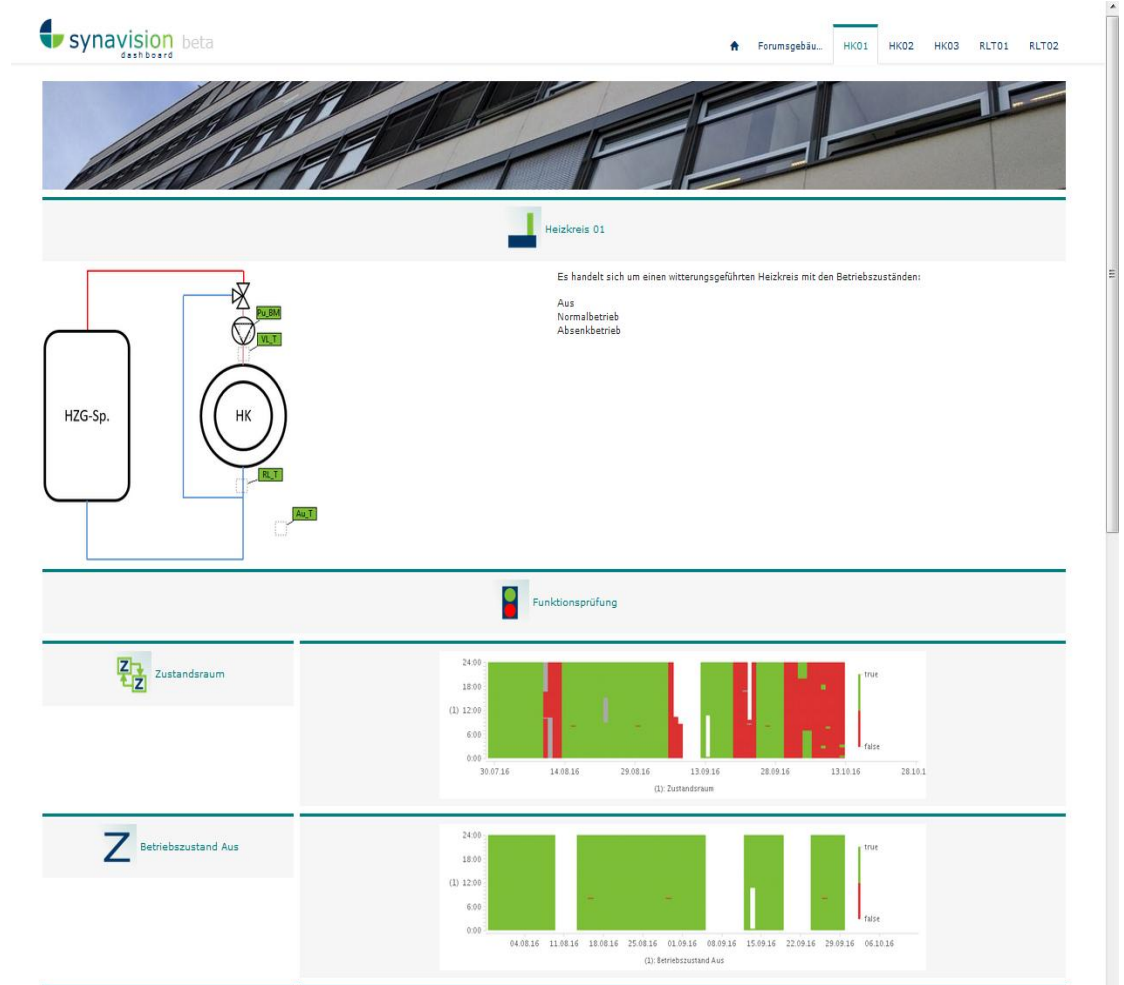 synavision beta
dashboard
Forumsgebäu... HK01 HK02 HK03 RLT01 RLT02
Heizkreis 01
Es handelt sich um einen witterungsgeführten Heizkreis mit den Betriebszuständen:
Aus
Normalbetrieb
Absenkbetrieb
Pu_BM
VL_T
HZG-Sp.
HK
RL_T
Au_T
Funktionsprüfung
Z
Z
Zustandsraum
24:00
18:00
(1) 12:00
6:00
0:00
true
false
30.07.16 14.08.16 29.08.16 13.09.16 28.09.16 13.10.16 28.10.1
(1): Zustandsraum
Z
Betriebszustand Aus
24:00
18:00
(1) 12:00
6:00
0:00
true
false
04.08.16 11.08.16 18.08.16 25.08.16 01.09.16 08.09.16 15.09.16 22.09.16 29.09.16 06.10.16
(1): Betriebszustand Aus